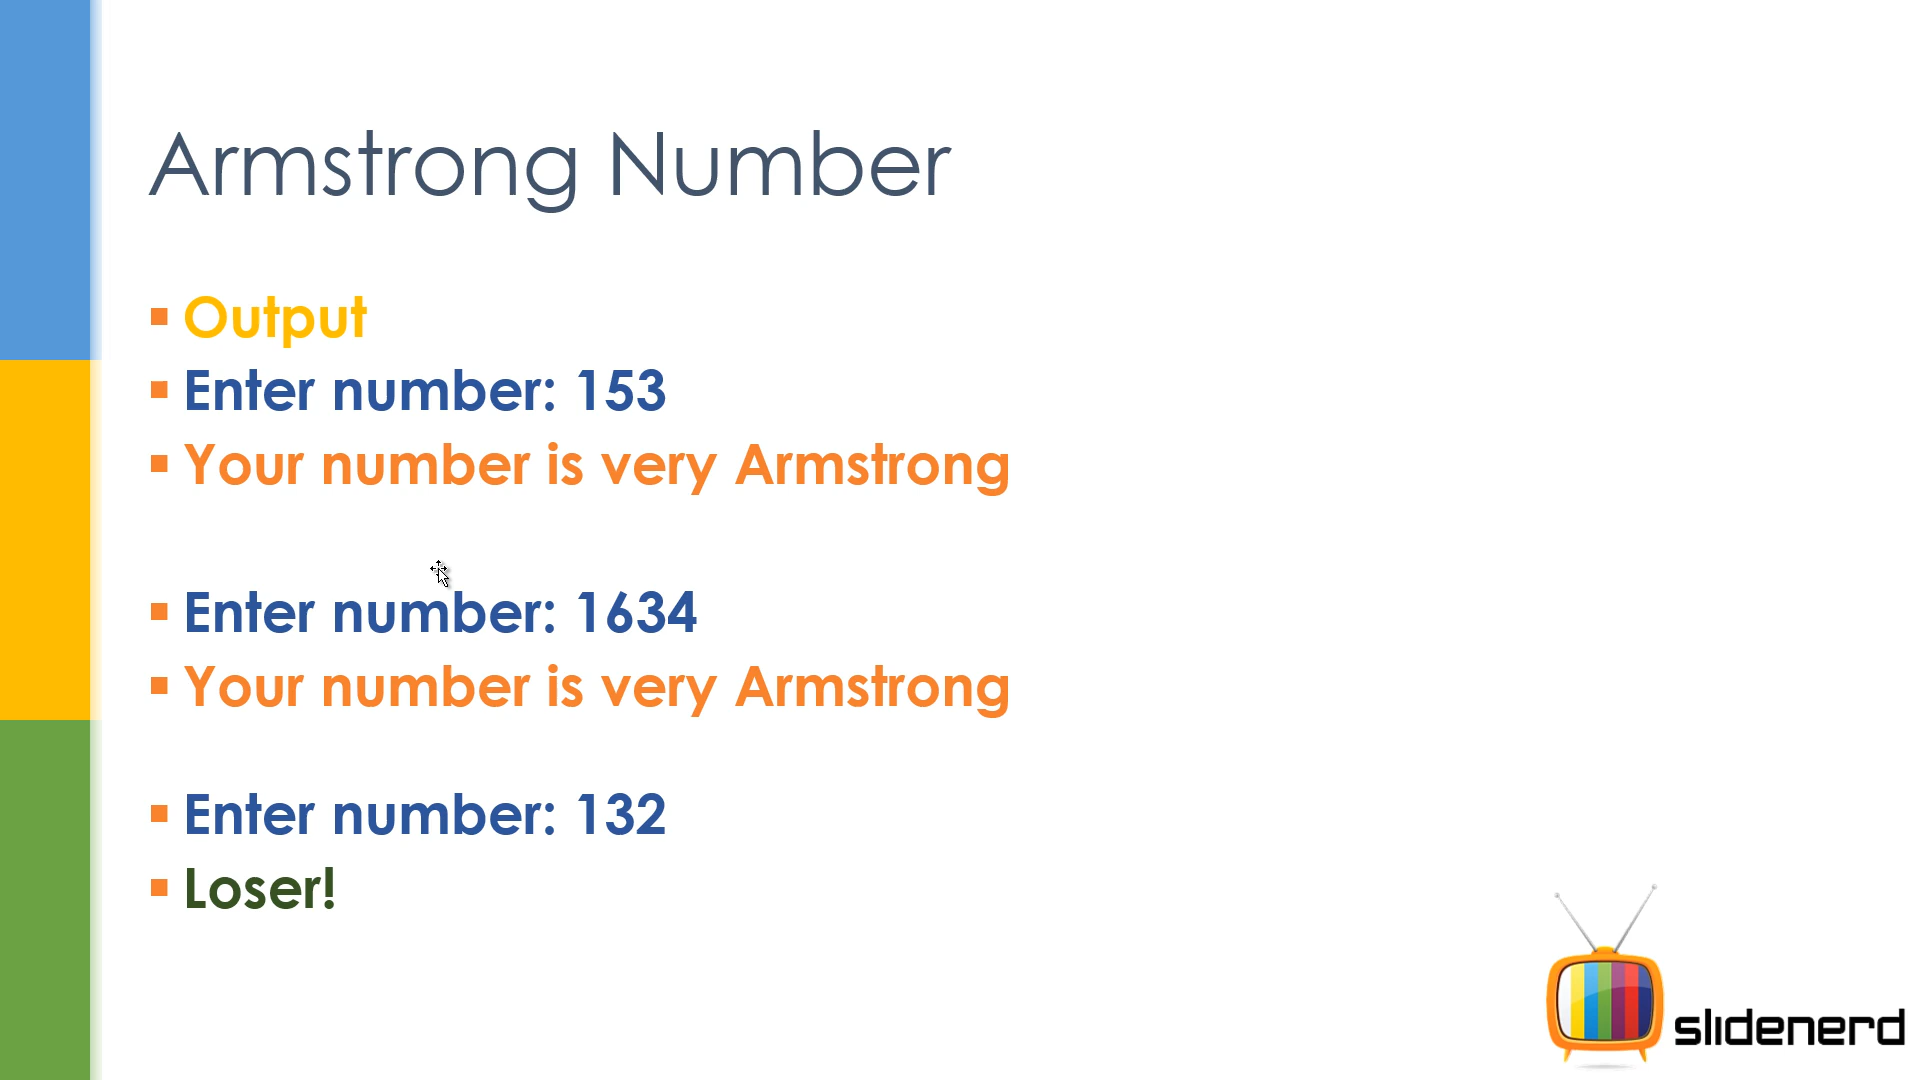 Armstrong Number
Output
Enter number: 153
Your number is very Armstrong
Enter number: 1634
Your number is very Armstrong
Enter number: 132
Loser!
slidenerd